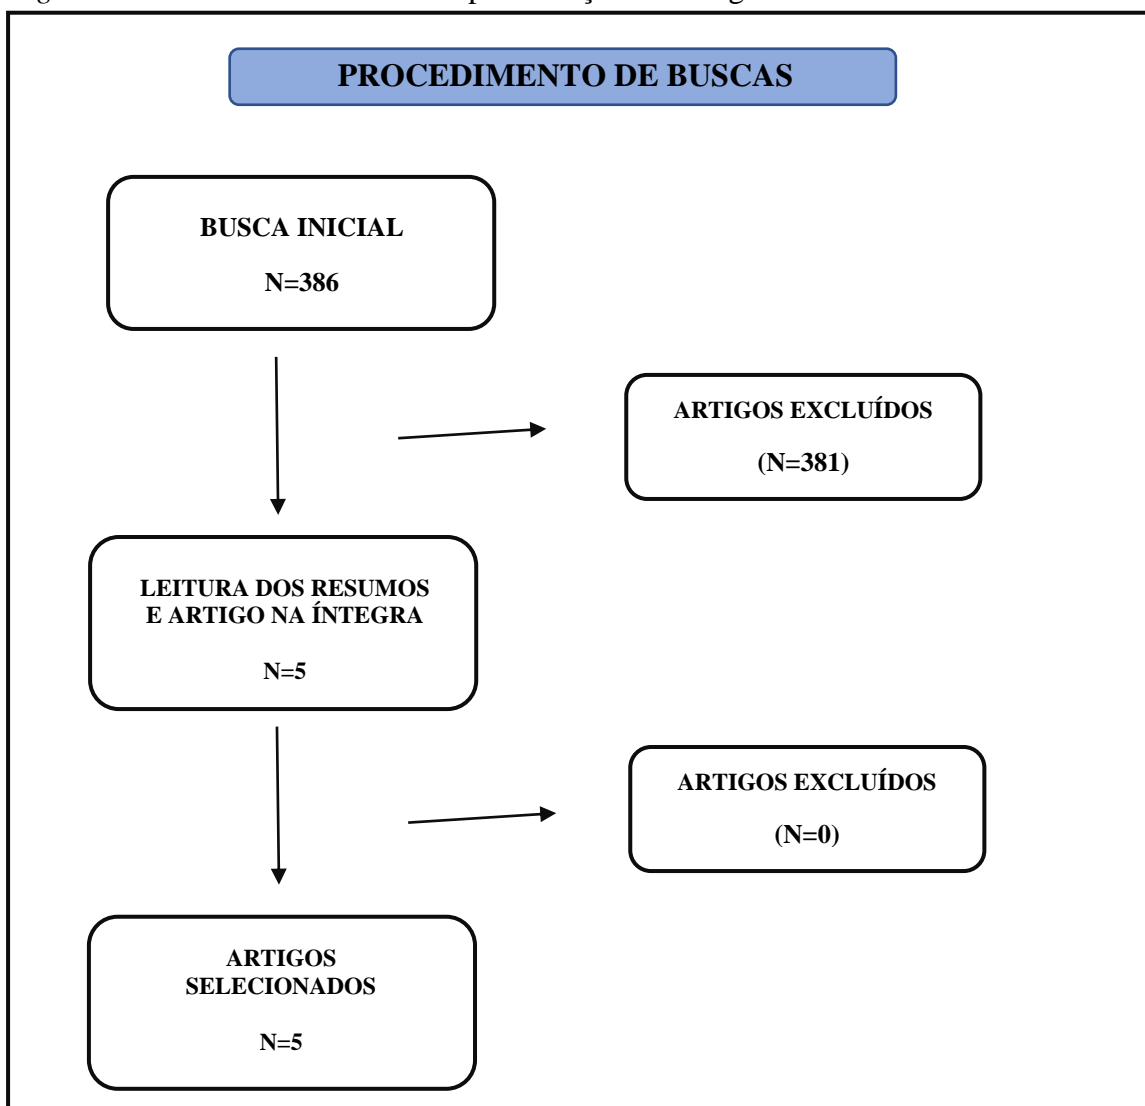 PROCEDIMENTO DE BUSCAS
BUSCA INICIAL
N=386
ARTIGOS EXCLUÍDOS
(N=381)
LEITURA DOS RESUMOS
E ARTIGO NA ÍNTEGRA
N=5
ARTIGOS EXCLUÍDOS
(N=0)
ARTIGOS
SELECIONADOS
N=5